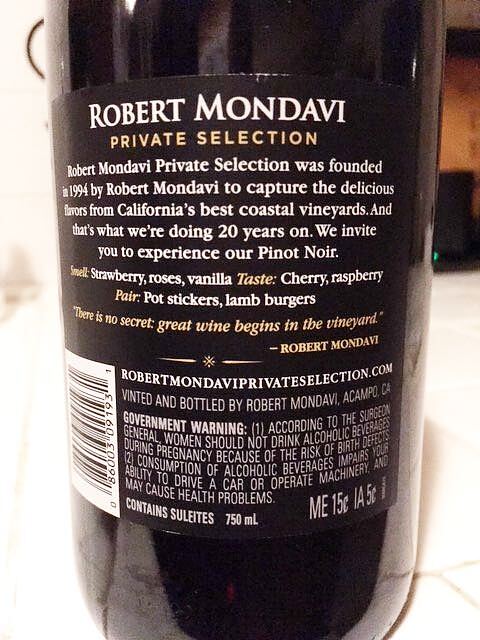 ROBERT MONDAVI
PRIVATE SELECTION
Robert Mondavi Private Selection was founded
in 1994 by Robert Mondavi to capture the delicious
flavors from California's best coastal vineyards. And
that's what we're doing 20 years on. We invite
you to experience our Pinot Noir.
Smell: Strawberry, roses, vanilla Taste: Cherry, raspberry
Pair: Pot stickers, lamb burgers
"There is no secret: great wine begins in the vineyard."
– ROBERT MONDAVI
ROBERTMONDAVIPRIVATESELECTION.COM
VINTED AND BOTTLED BY ROBERT MONDAVI, ACAMPO, CA
GOVERNMENT WARNING: (1) ACCORDING TO THE SURGEON
GENERAL, WOMEN SHOULD NOT DRINK ALCOHOLIC BEVERAGES
DURING PREGNANCY BECAUSE OF THE RISK OF BIRTH DEFECTS.
(2) CONSUMPTION OF ALCOHOLIC BEVERAGES IMPAIRS YOUR
ABILITY TO DRIVE A CAR OR OPERATE MACHINERY, AND
MAY CAUSE HEALTH PROBLEMS.
CONTAINS SULFITES 750 mL
ME 15¢ IA 5¢
0 86003 09193 1